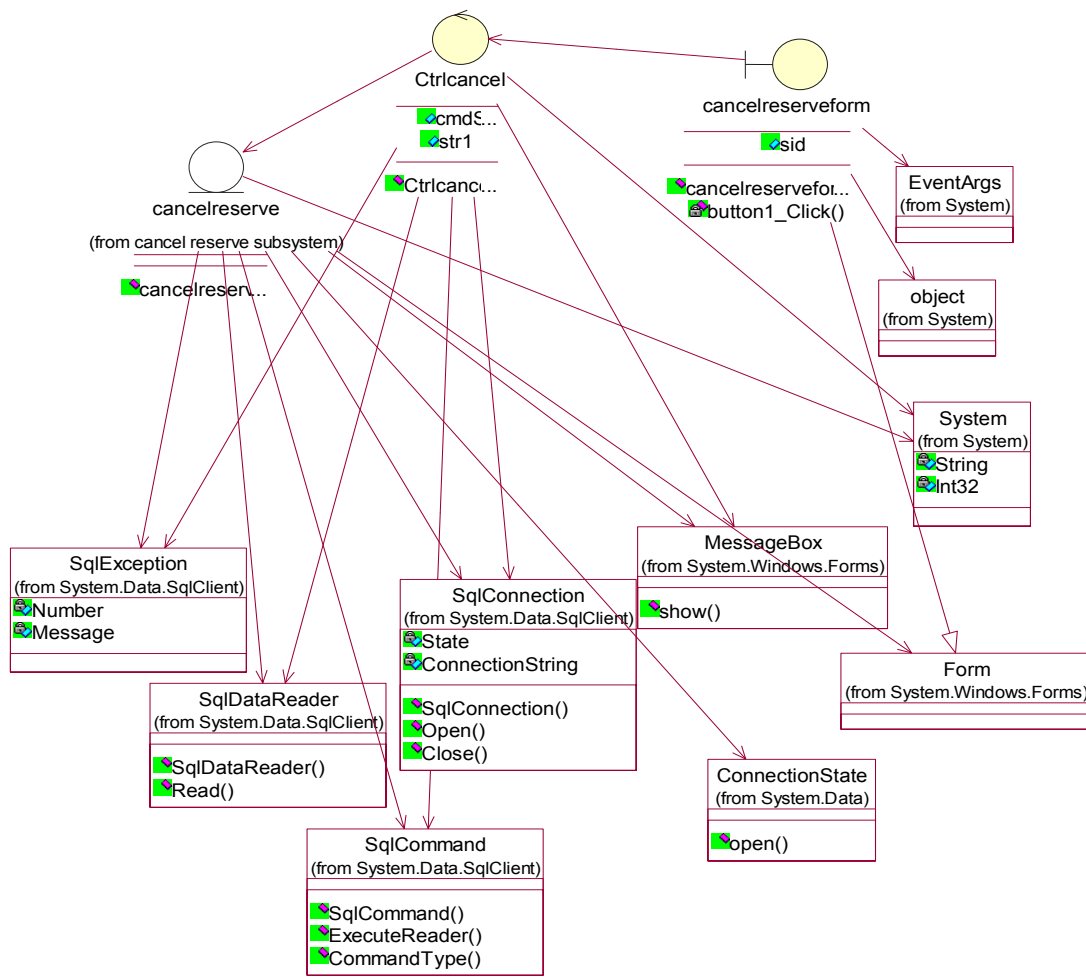 Ctrlcancel
cmdS...
str1
Ctrlcance...
cancelreserveform
sid
cancelreservefor...
button1_Click()
cancelreserve
(from cancel reserve subsystem)
cancelreserv...
EventArgs
(from System)
object
(from System)
System
(from System)
String
Int32
SqlException
(from System.Data.SqlClient)
Number
Message
SqlDataReader
(from System.Data.SqlClient)
SqlDataReader()
Read()
SqlConnection
(from System.Data.SqlClient)
State
ConnectionString
SqlConnection()
Open()
Close()
MessageBox
(from System.Windows.Forms)
show()
Form
(from System.Windows.Forms)
ConnectionState
(from System.Data)
open()
SqlCommand
(from System.Data.SqlClient)
SqlCommand()
ExecuteReader()
CommandType()